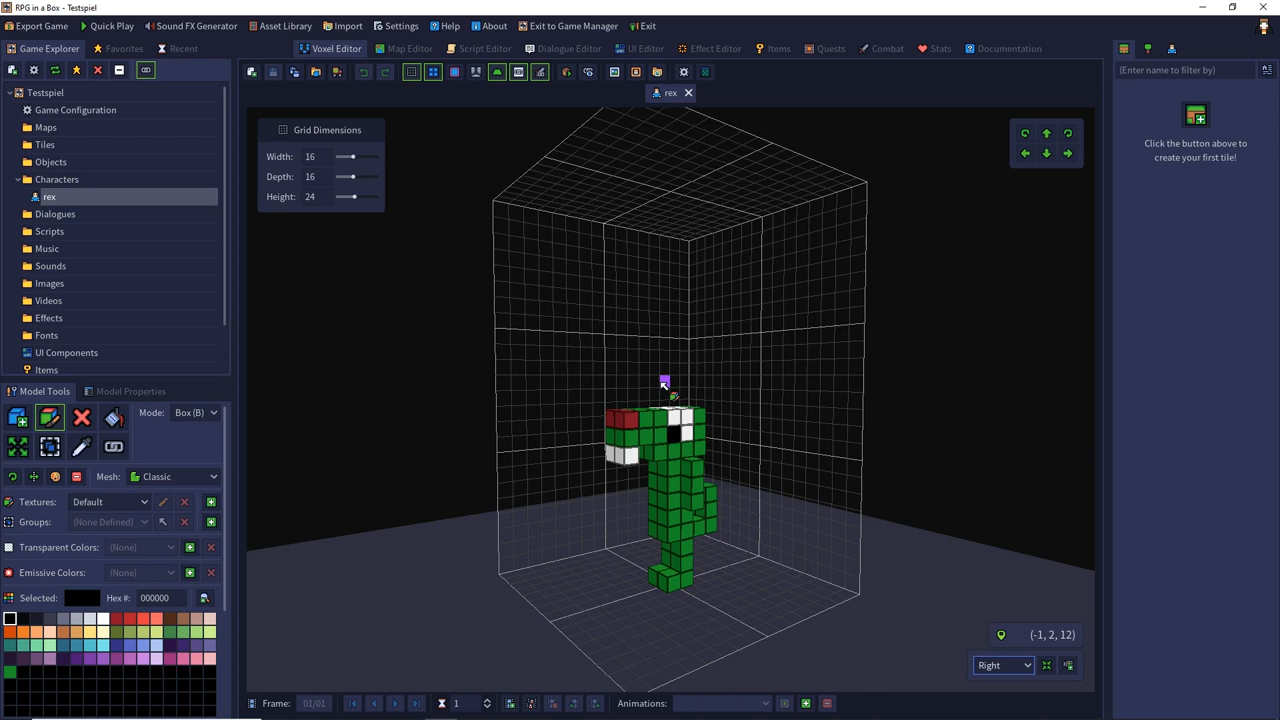 RPG in a Box - Testspiel
Export Game Quick Play Sound FX Generator Asset Library Import Settings Help About Exit to Game Manager Exit
Game Explorer Favorites Recent Voxel Editor Map Editor Script Editor Dialogue Editor UI Editor Effect Editor Items Quests Combat Stats Documentation
(Enter name to filter by)
rex
Testspiel
Game Configuration
Maps
Tiles
Objects
Characters
rex
Dialogues
Scripts
Music
Sounds
Images
Videos
Effects
Fonts
UI Components
Items
Grid Dimensions
Width: 16
Depth: 16
Height: 24
Click the button above to
create your first tile!
Model Tools Model Properties
Mode: Box (B)
Mesh: Classic
Textures: Default
Groups: (None Defined)
Transparent Colors: (None)
Emissive Colors: (None)
Selected: Hex #: 000000
(-1, 2, 12)
Right
Frame: 01/01 1 Animations: